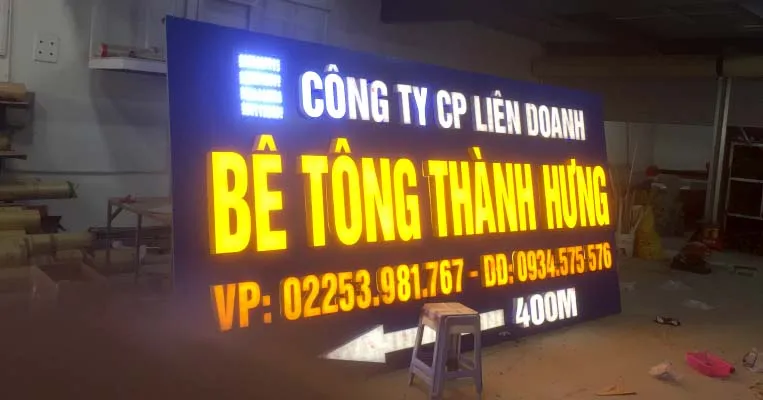 CÔNG TY CP LIÊN DOANH
BÊ TÔNG THÀNH HƯNG
VP: 02253.981.767 - DĐ: 0934.575 576
400M